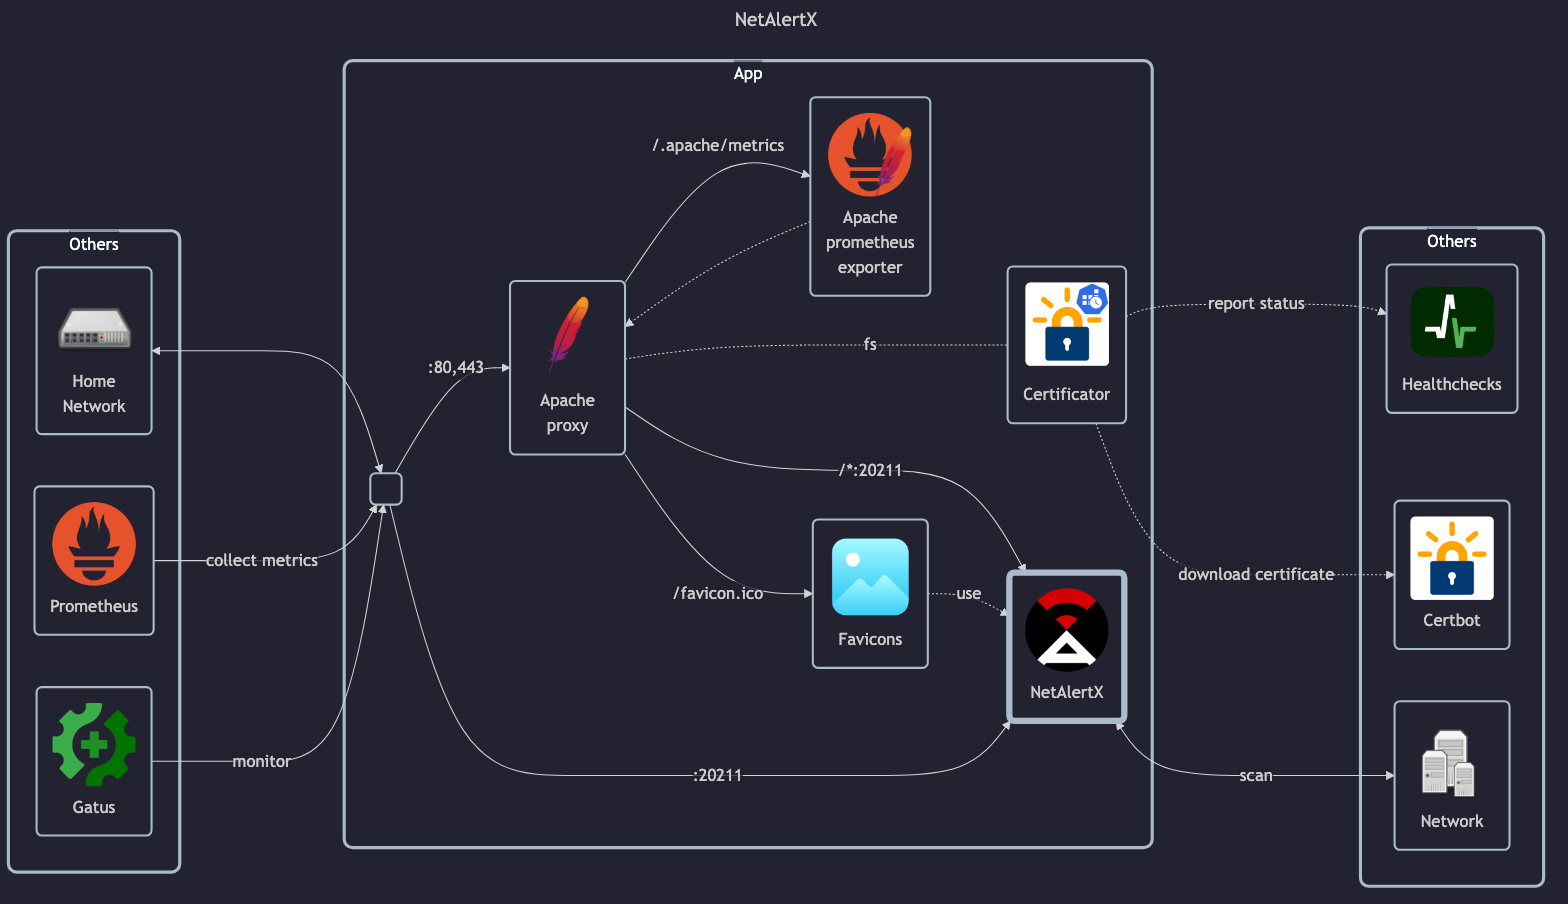 NetAlertX
App
/.apache/metrics
Apache
prometheus
exporter
Others
Home
Network
Prometheus
Gatus
collect metrics
monitor
:80,443
Apache
proxy
fs
Certificator
/*:20211
/favicon.ico
Favicons
use
NetAlertX
:20211
report status
download certificate
scan
Others
Healthchecks
Certbot
Network